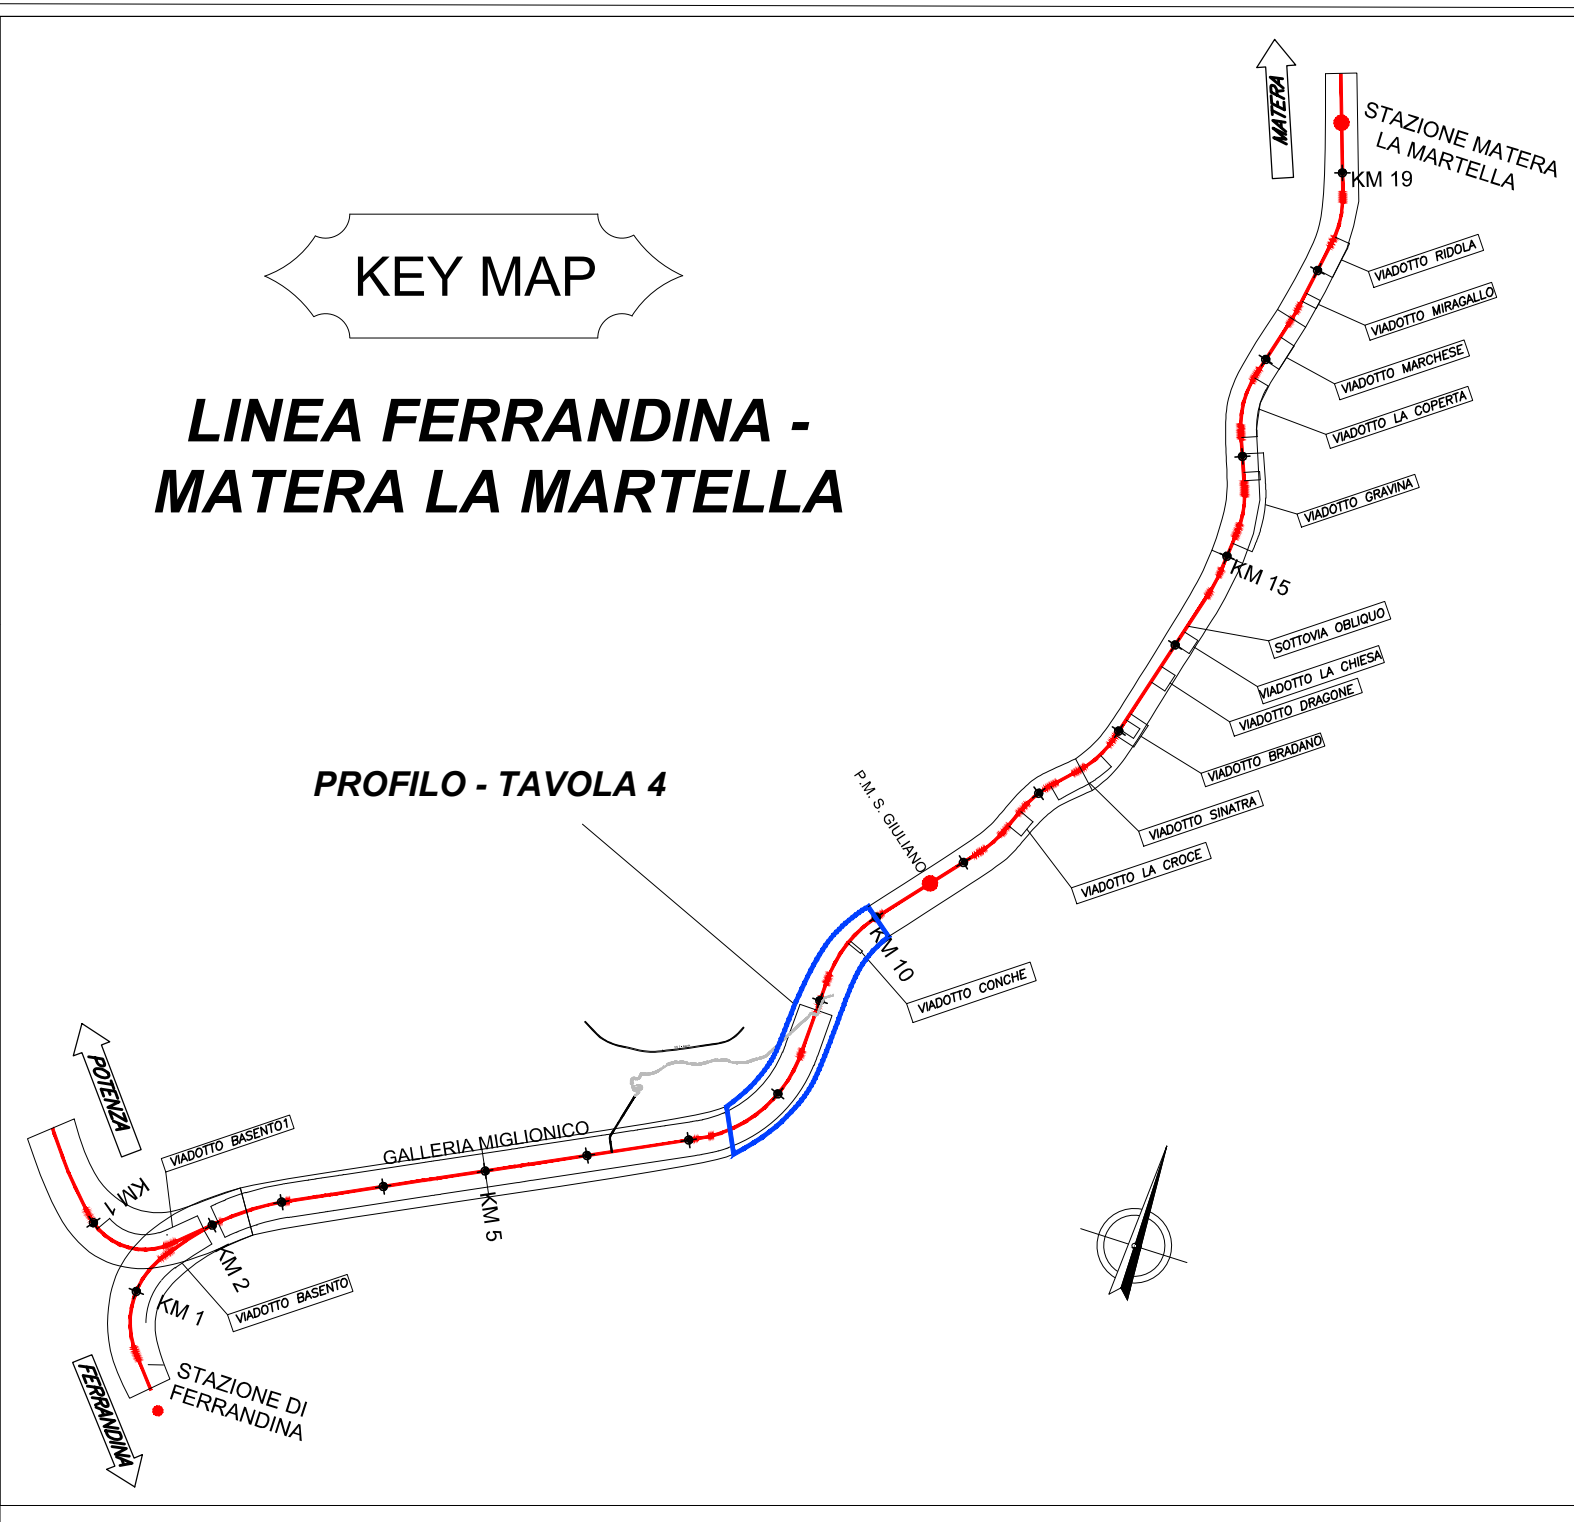 MATERA
STAZIONE MATERA
LA MARTELLA
KM 19
KEY MAP
VIADOTTO RIDOLA
VIADOTTO MIRAGALLO
VIADOTTO MARCHESE
VIADOTTO LA COPERTA
LINEA FERRANDINA -
MATERA LA MARTELLA
VIADOTTO GRAVINA
KM 15
SOTTOVIA OBLIQUO
VIADOTTO LA CHIESA
VIADOTTO DRAGONE
VIADOTTO BRADANO
PROFILO - TAVOLA 4
P.M. S. GIULIANO
VIADOTTO SINATRA
VIADOTTO LA CROCE
KM 10
VIADOTTO CONCHE
POTENZA
VIADOTTO BASENTO1
GALLERIA MIGLIONICO
KM 1
KM 5
KM 2
VIADOTTO BASENTO
KM 1
STAZIONE DI
FERRANDINA
FERRANDINA